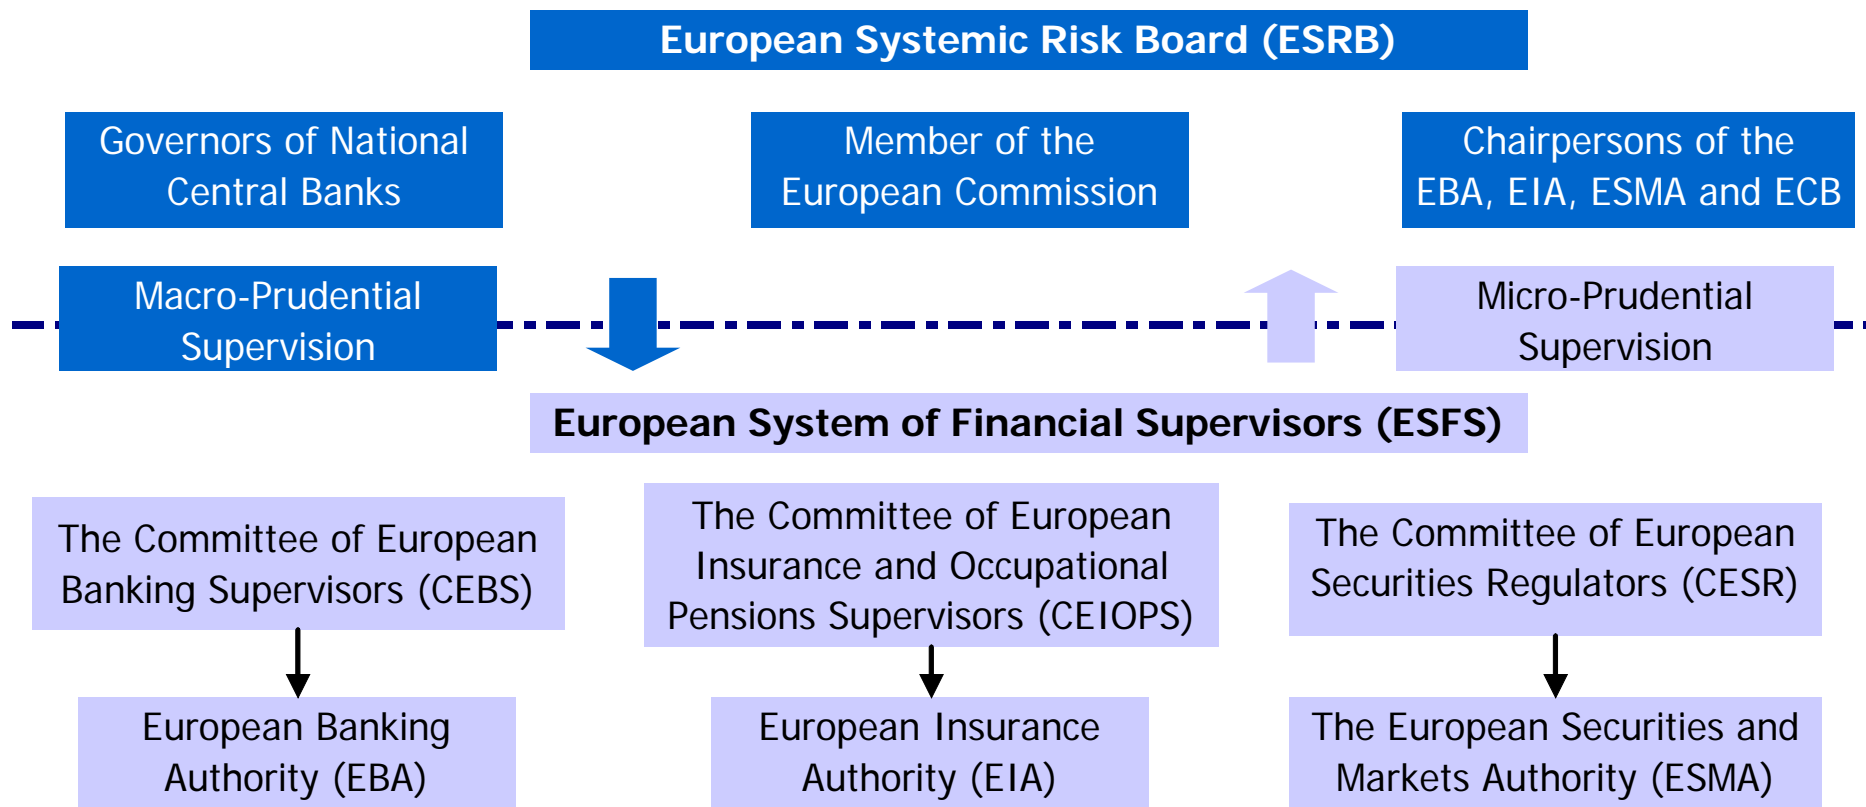 European Systemic Risk Board (ESRB)
Governors of National
Central Banks
Member of the
European Commission
Chairpersons of the
EBA, EIA, ESMA and ECB
Macro-Prudential
Supervision
Micro-Prudential
Supervision
European System of Financial Supervisors (ESFS)
The Committee of European
Banking Supervisors (CEBS)
The Committee of European
Insurance and Occupational
Pensions Supervisors (CEIOPS)
The Committee of European
Securities Regulators (CESR)
European Banking
Authority (EBA)
European Insurance
Authority (EIA)
The European Securities and
Markets Authority (ESMA)